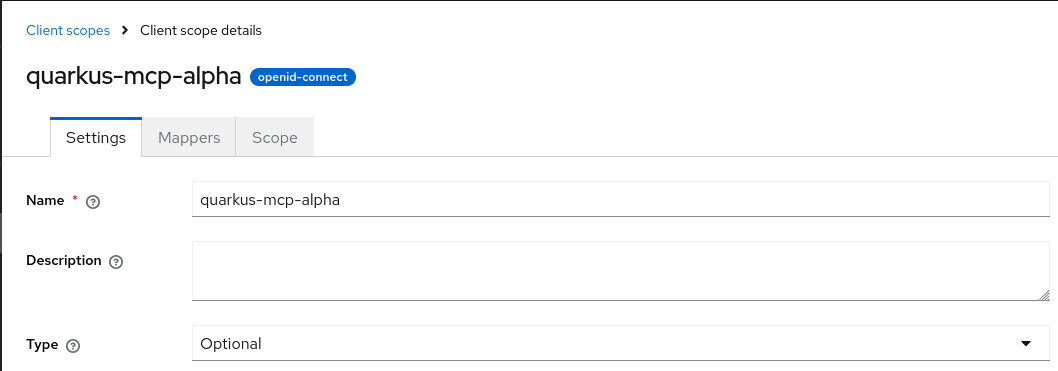 Client scopes > Client scope details
quarkus-mcp-alpha openid-connect
Settings Mappers Scope
Name * ?
quarkus-mcp-alpha
Description ?
Type ?
Optional